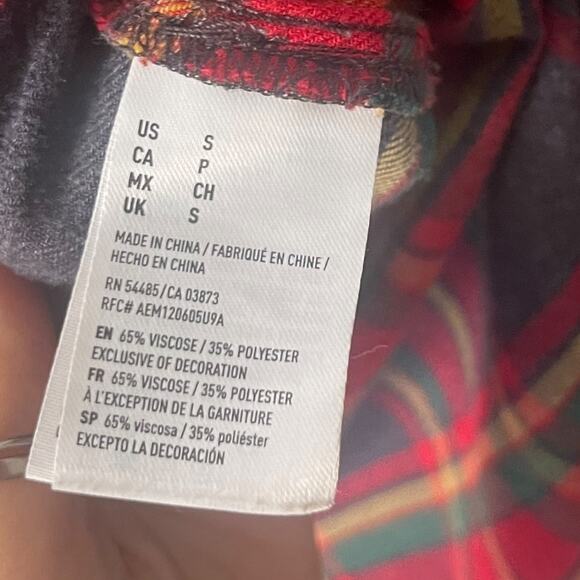 US S
CA P
MX CH
UK S
MADE IN CHINA / FABRIQUÉ EN CHINE /
HECHO EN CHINA
RN 54485/CA 03873
RFC# AEM120605U9A
EN 65% VISCOSE / 35% POLYESTER
EXCLUSIVE OF DECORATION
FR 65% VISCOSE / 35% POLYESTER
À L'EXCEPTION DE LA GARNITURE
SP 65% viscosa / 35% poliéster
EXCEPTO LA DECORACIÓN